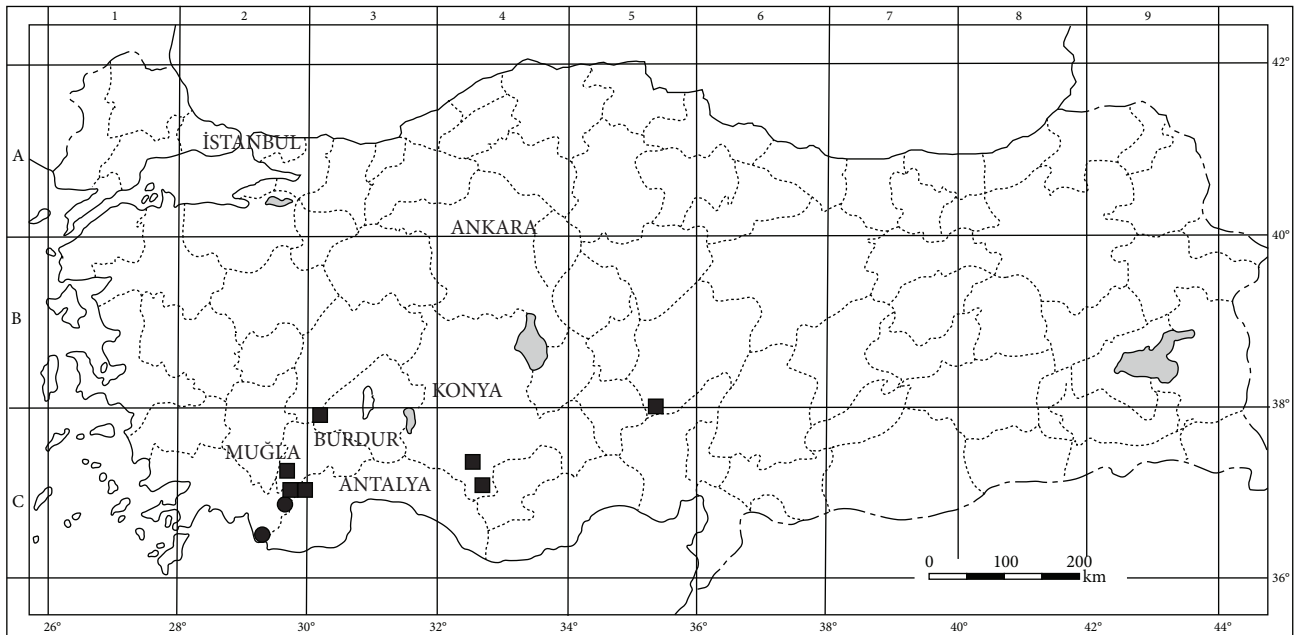 1 2 3 4 5 6 7 8 9
42°
A
İSTANBUL
ANKARA
40°
B
KONYA
38°
BURDUR
MUĞLA
ANTALYA
C
0 100 200
km
36°
26° 28° 30° 32° 34° 36° 38° 40° 42° 44°